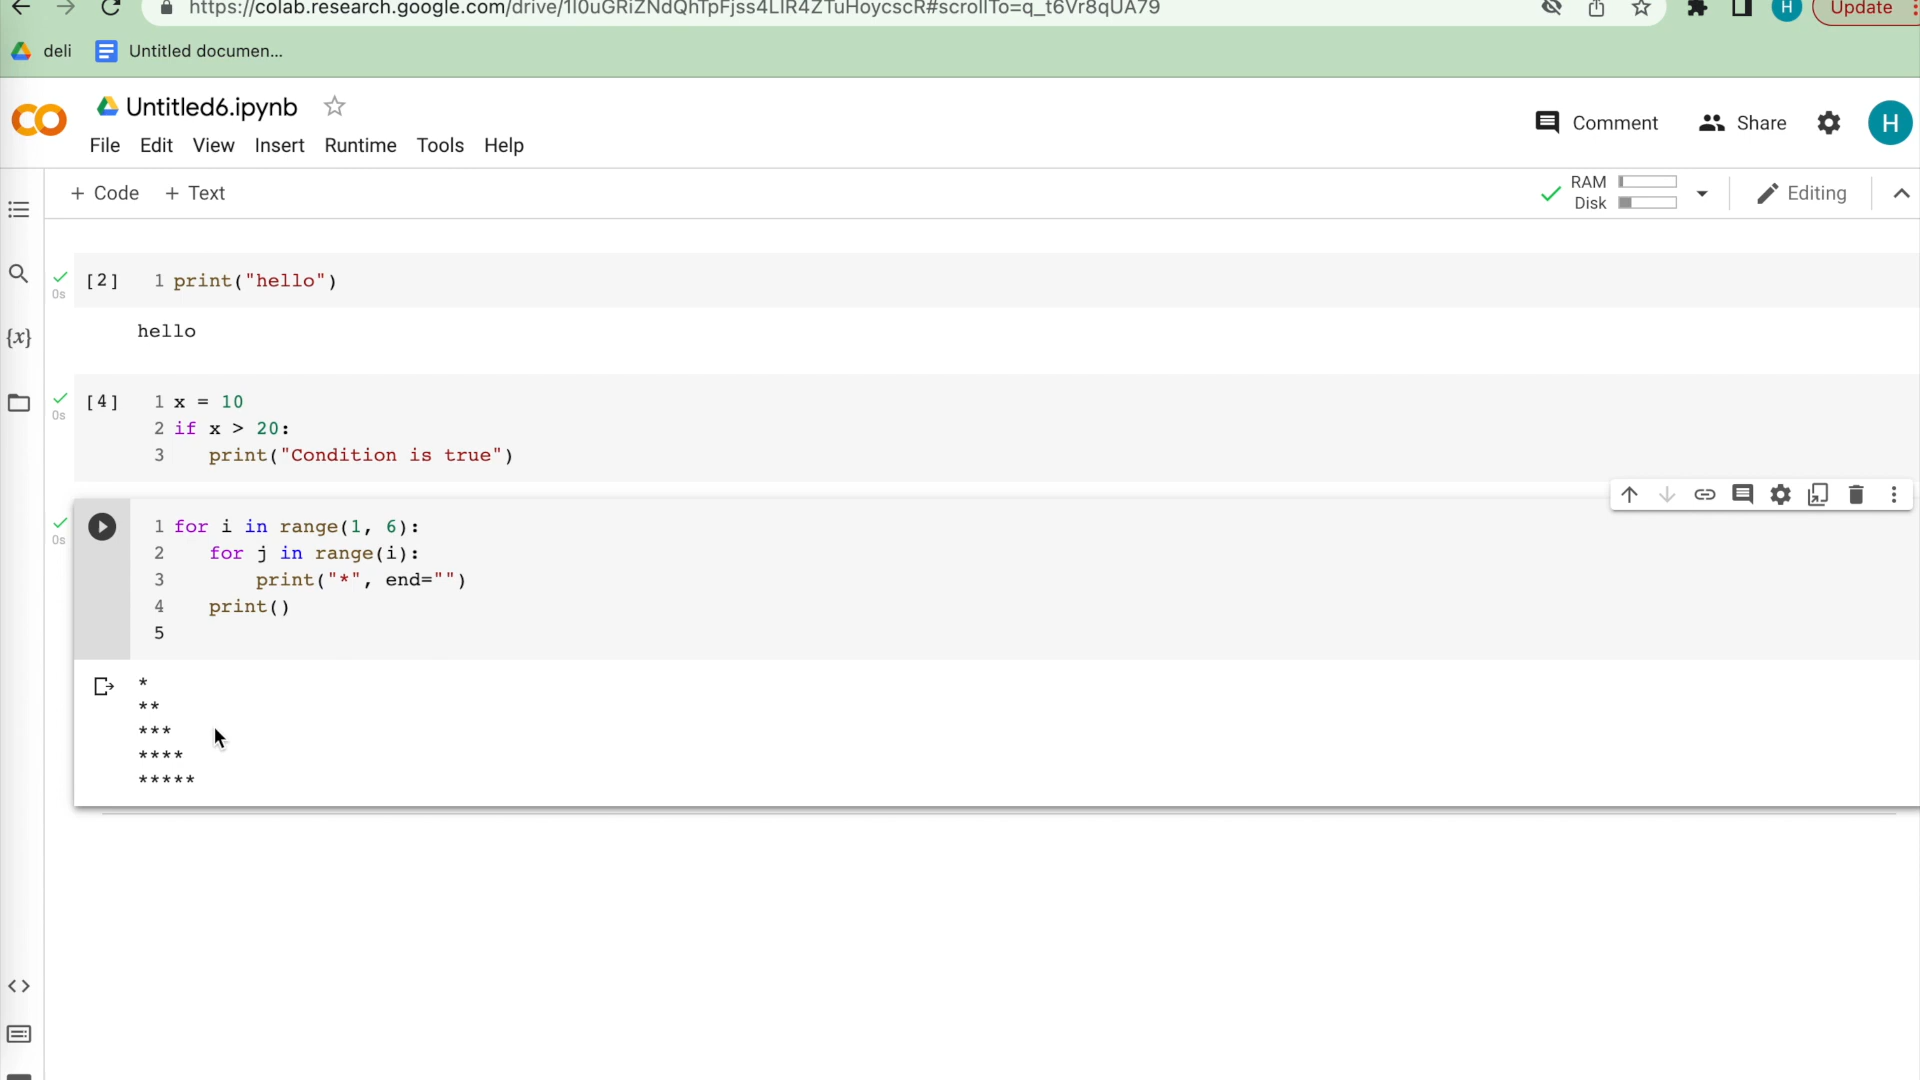 https://colab.research.google.com/drive/1I0uGRiZNdQhTpFjss4LIR4ZTuHoycscR#scrollTo=q_t6Vr8qUA79
H
Update
deli
Untitled documen...
Untitled6.ipynb
File Edit View Insert Runtime Tools Help
Comment
Share
H
+ Code + Text
RAM
Disk
Editing
{x}
0s
[2]
1 print("hello")
hello
0s
[4]
1 x = 10
2 if x > 20:
3    print("Condition is true")
0s
1 for i in range(1, 6):
2    for j in range(i):
3        print("*", end="")
4    print()
5
*
**
***
****
*****